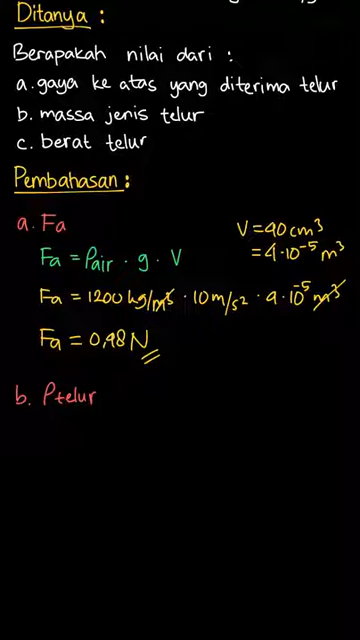 Ditanya :
Berapakah nilai dari :
a. gaya ke atas yang diterima telur
b. massa jenis telur
c. berat telur
Pembahasan :
a. Fa
V = 40 cm³
= 4 · 10⁻⁵ m³
Fa = ρair · g · V
Fa = 1200 kg/m³ · 10 m/s² · 4 · 10⁻⁵ m³
Fa = 0,48 N
b. ρtelur